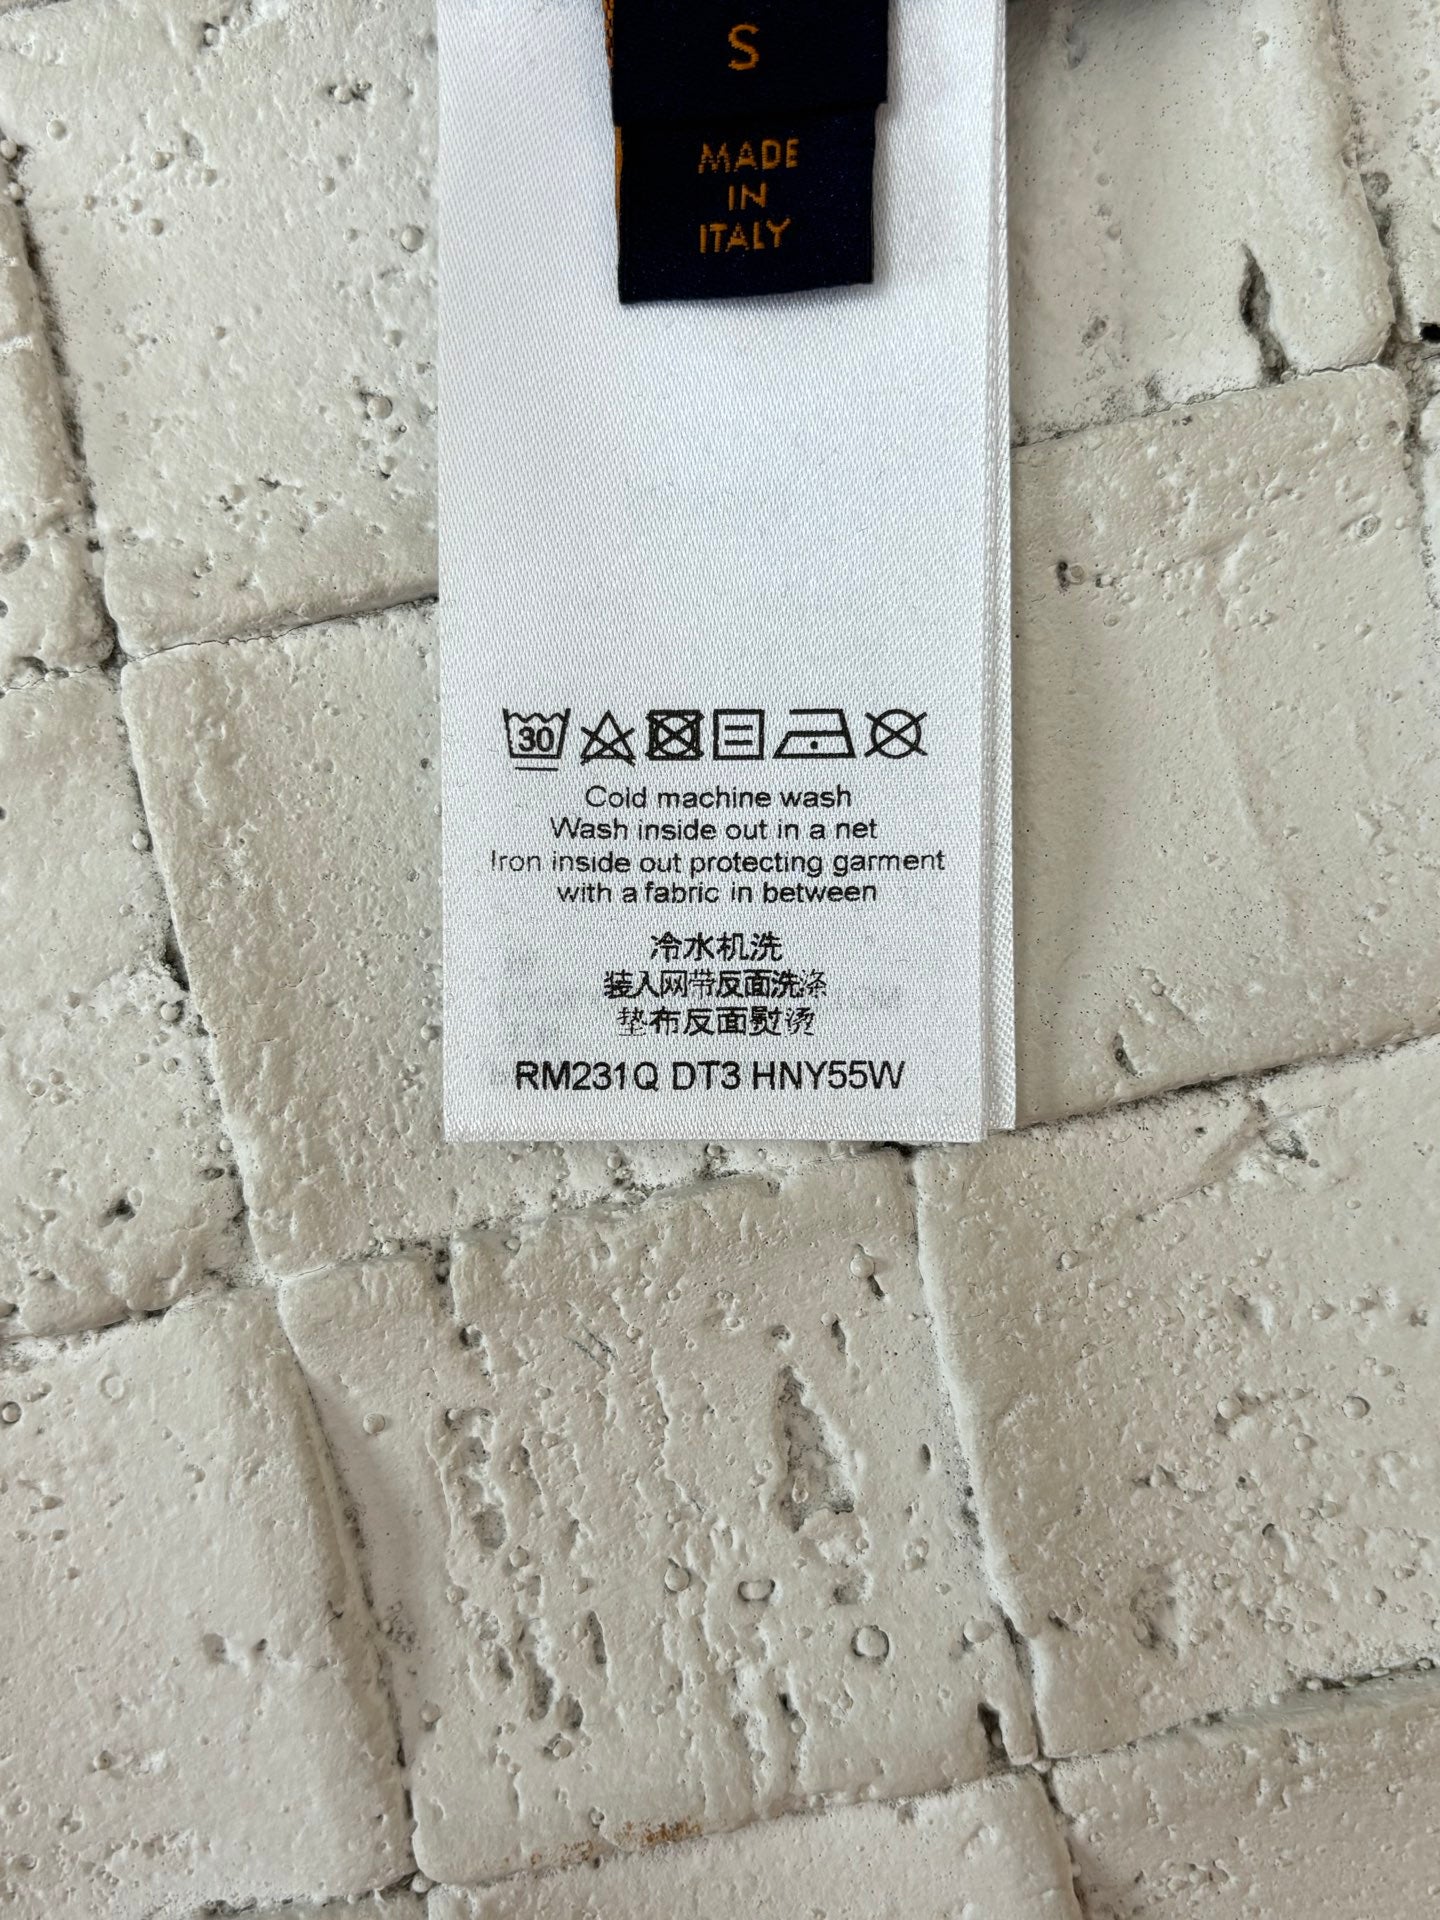 S
MADE
IN
ITALY
30
Cold machine wash
Wash inside out in a net
Iron inside out protecting garment
with a fabric in between
冷水机洗
装入网带反面洗涤
垫布反面熨烫
RM231Q DT3 HNY55W